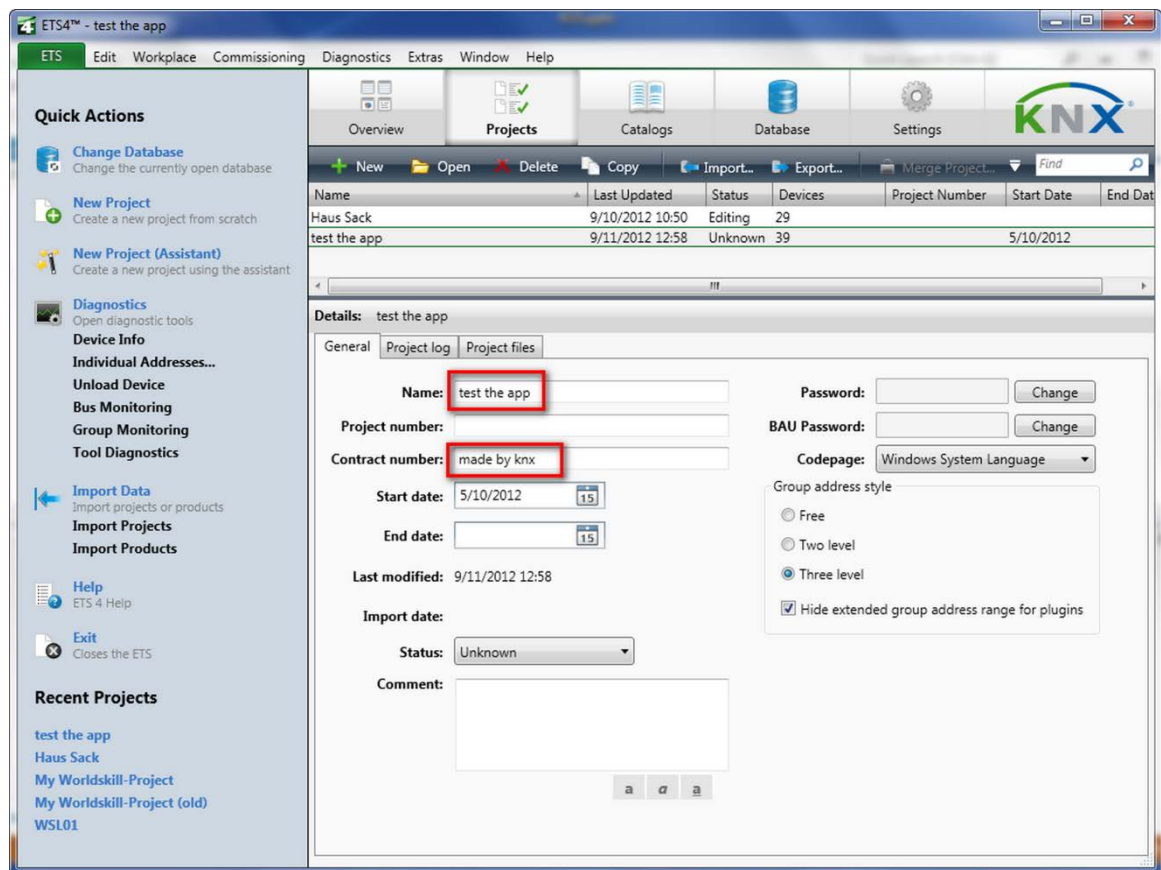 ETS4™ - test the app
ETS Edit Workplace Commissioning Diagnostics Extras Window Help
Quick Actions
Change Database
Change the currently open database
New Project
Create a new project from scratch
New Project (Assistant)
Create a new project using the assistant
Diagnostics
Open diagnostic tools
Device Info
Individual Addresses...
Unload Device
Bus Monitoring
Group Monitoring
Tool Diagnostics
Import Data
Import projects or products
Import Projects
Import Products
Help
ETS 4 Help
Exit
Closes the ETS
Recent Projects
test the app
Haus Sack
My Worldskill-Project
My Worldskill-Project (old)
WSL01
Overview Projects Catalogs Database Settings KNX
New Open Delete Copy Import... Export... Merge Project... Find
Name Last Updated Status Devices Project Number Start Date End Dat
Haus Sack 9/10/2012 10:50 Editing 29
test the app 9/11/2012 12:58 Unknown 39 5/10/2012
Details: test the app
General Project log Project files
Name: test the app
Project number:
Contract number: made by knx
Start date: 5/10/2012 15
End date: 15
Last modified: 9/11/2012 12:58
Import date:
Status: Unknown
Comment:
a a a
Password: Change
BAU Password: Change
Codepage: Windows System Language
Group address style
Free
Two level
Three level
Hide extended group address range for plugins